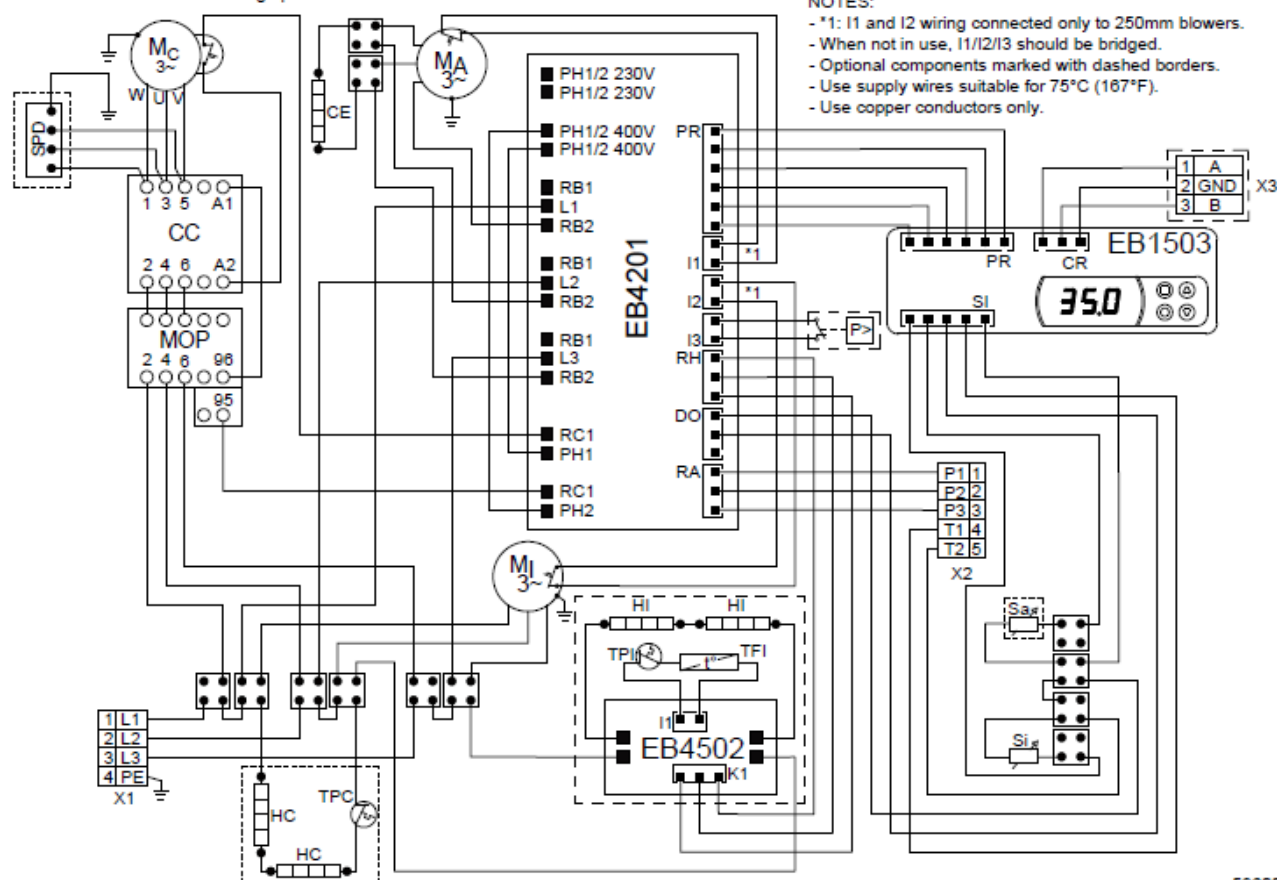 NOTES:
- *1: I1 and I2 wiring connected only to 250mm blowers.
- When not in use, I1/I2/I3 should be bridged.
- Optional components marked with dashed borders.
- Use supply wires suitable for 75°C (167°F).
- Use copper conductors only.
MC
3~
W U V
SPD
1 3 5 A1
CC
2 4 6 A2
MOP
2 4 6 96
95
CE
MA
3~
EB4201
PH1/2 230V
PH1/2 230V
PH1/2 400V
PH1/2 400V
RB1
L1
RB2
RB1
L2
RB2
RB1
L3
RB2
RC1
PH1
RC1
PH2
PR
I1
*1
I2
*1
I3
RH
DO
RA
P>
1 A
2 GND
3 B
X3
EB1503
PR
CR
SI
35.0
P1 1
P2 2
P3 3
T1 4
T2 5
X2
Sa
Si
MI
3~
HI
HI
TPI
t°
TFI
I1
EB4502
K1
1 L1
2 L2
3 L3
4 PE
X1
HC
TPC
HC